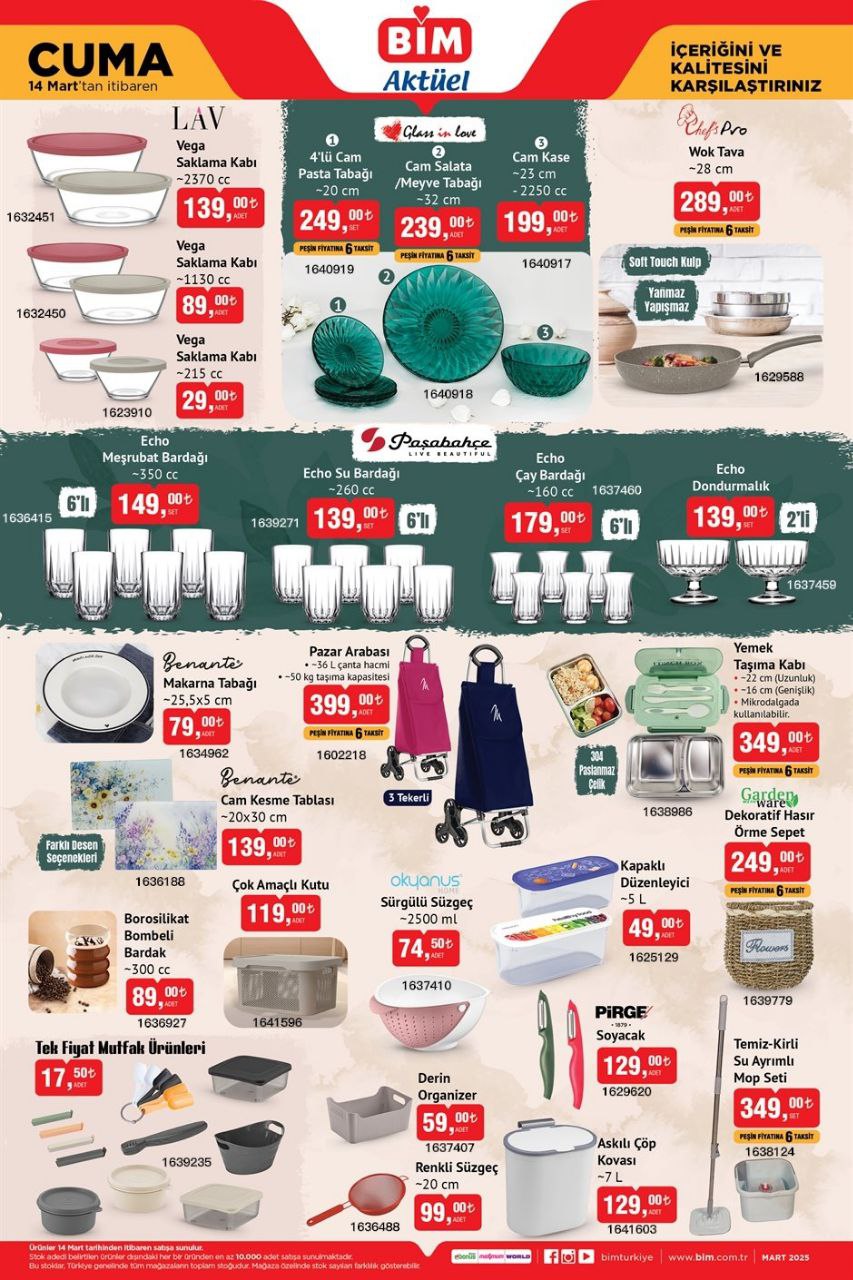 CUMA
14 Mart'tan itibaren
BİM
Aktüel
İÇERİĞİNİ VE
KALİTESİNİ
KARŞILAŞTIRINIZ
LAV
Vega
Saklama Kabı
~2370 cc
139,00₺
ADET
1632451
Vega
Saklama Kabı
~1130 cc
89,00₺
ADET
1632450
Vega
Saklama Kabı
~215 cc
29,00₺
ADET
1623910
Glass in love
1
4'lü Cam
Pasta Tabağı
~20 cm
249,00₺
SET
PEŞİN FİYATINA 6 TAKSİT
1640919
2
Cam Salata
/Meyve Tabağı
~32 cm
239,00₺
ADET
PEŞİN FİYATINA 6 TAKSİT
3
Cam Kase
~23 cm
- 2250 cc
199,00₺
ADET
1640917
1
2
3
1640918
Chef's Pro
Wok Tava
~28 cm
289,00₺
ADET
PEŞİN FİYATINA 6 TAKSİT
Soft Touch Kulp
Yanmaz
Yapışmaz
1629588
Paşabahçe
LIVE BEAUTIFUL
Echo
Meşrubat Bardağı
~350 cc
149,00₺
SET
6'lı
1636415
Echo Su Bardağı
~260 cc
139,00₺
SET
6'lı
1639271
Echo
Çay Bardağı
~160 cc
1637460
179,00₺
SET
6'lı
Echo
Dondurmalık
139,00₺
SET
2'li
1637459
Benante
Makarna Tabağı
~25,5x5 cm
79,00₺
ADET
1634962
Pazar Arabası
• ~36 L çanta hacmi
• ~50 kg taşıma kapasitesi
399,00₺
ADET
PEŞİN FİYATINA 6 TAKSİT
1602218
3 Tekerli
Yemek
Taşıma Kabı
• ~22 cm (Uzunluk)
• ~16 cm (Genişlik)
• Mikrodalgada
kullanılabilir.
349,00₺
ADET
PEŞİN FİYATINA 6 TAKSİT
LUNCH BOX
304
Paslanmaz
Çelik
1638986
Benante
Cam Kesme Tablası
~20x30 cm
139,00₺
ADET
Farklı Desen
Seçenekleri
1636188
Gardenware
Dekoratif Hasır
Örme Sepet
249,00₺
ADET
PEŞİN FİYATINA 6 TAKSİT
Flowers
1639779
Borosilikat
Bombeli
Bardak
~300 cc
89,00₺
ADET
1636927
Çok Amaçlı Kutu
119,00₺
ADET
1641596
okyanus
HOME
Sürgülü Süzgeç
~2500 ml
74,50₺
ADET
1637410
Kapaklı
Düzenleyici
~5 L
49,00₺
ADET
1625129
PİRGE
1879
Soyacak
129,00₺
ADET
1629620
Temiz-Kirli
Su Ayrımlı
Mop Seti
349,00₺
SET
PEŞİN FİYATINA 6 TAKSİT
1638124
Tek Fiyat Mutfak Ürünleri
17,50₺
ADET
1639235
Derin
Organizer
59,00₺
ADET
1637407
Renkli Süzgeç
~20 cm
99,00₺
ADET
1636488
Askılı Çöp
Kovası
~7 L
129,00₺
ADET
1641603
Ürünler 14 Mart tarihinden itibaren satışa sunulur.
Stok adedi belirtilen ürünler dışındaki her bir üründen en az 10.000 adet satışa sunulmaktadır.
Bu stoklar, Türkiye genelinde tüm mağazaların toplam stoğudur. Mağaza özelinde stok sayıları farklılık gösterebilir.
ebonus maximum WORLD
bimturkiye
www.bim.com.tr
MART 2025